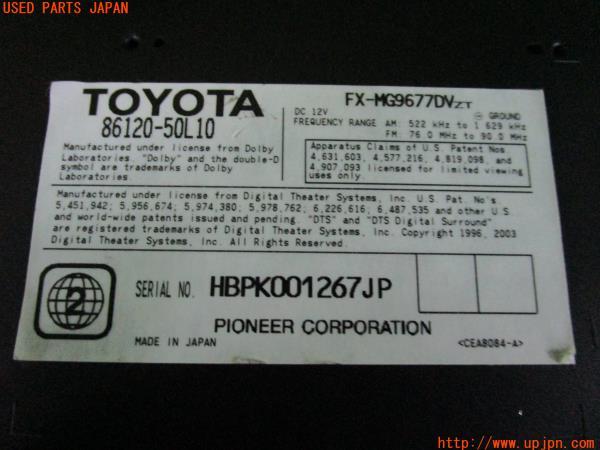 USED PARTS JAPAN
TOYOTA
86120-50L10
FX-MG9677DVZT
DC 12V
GROUND
FREQUENCY RANGE AM: 522 kHz to 1 629 kHz
FM: 76.0 MHz to 90.0 MHz
Manufactured under license from Dolby
Laboratories. "Dolby" and the double-D
symbol are trademarks of Dolby
Laboratories.
Apparatus Claims of U.S. Patent Nos
4,631,603, 4,577,216, 4,819,098, and
4,907,093 licensed for limited viewing
uses only.
Manufactured under license from Digital Theater Systems, Inc. U.S. Pat. No's
5,451,942; 5,956,674; 5,974,380; 5,978,762; 6,226,616; 6,487,535 and other U.S
and world-wide patents issued and pending. "DTS" and "DTS Digital Surround"
are registered trademarks of Digital Theater Systems, Inc. Copyright 1996, 2003
Digital Theater Systems, Inc. All Rights Reserved.
2
SERIAL NO. HBPK001267JP
PIONEER CORPORATION
MADE IN JAPAN
<CEA8084-A>
http://www.upjpn.com/